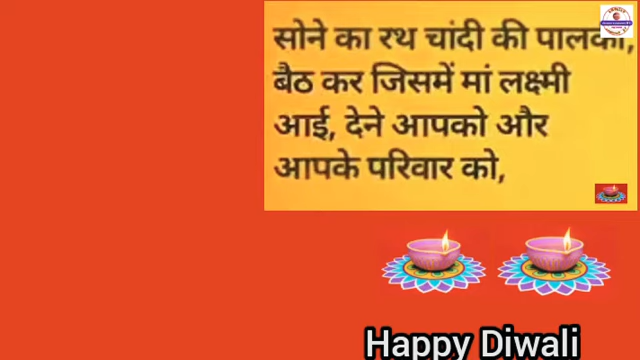 सोने का रथ चांदी की पालकी,
बैठ कर जिसमें मां लक्ष्मी
आई, देने आपको और
आपके परिवार को,
Happy Diwali